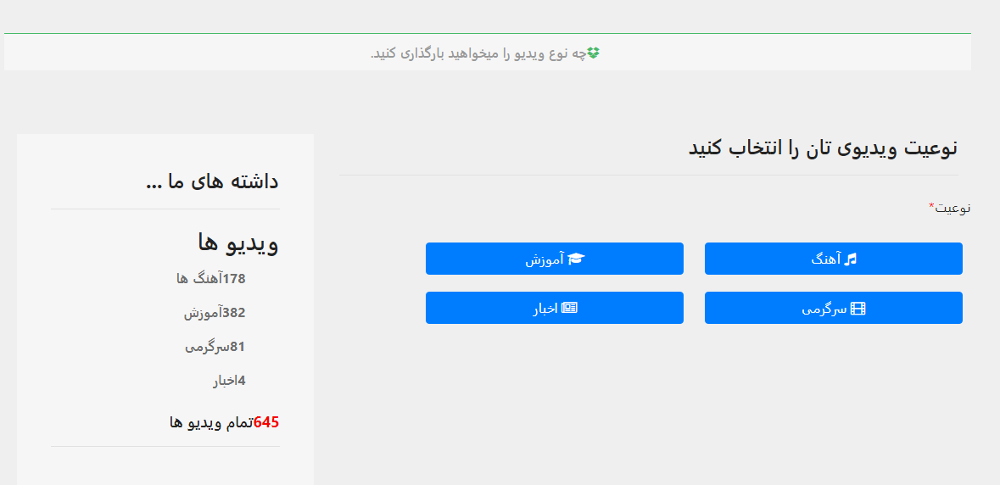 چه نوع ویدیو را میخواهید بارگذاری کنید.
نوعیت ویدیوی تان را انتخاب کنید
نوعیت*
آهنگ
آموزش
سرگرمی
اخبار
داشته های ما ...
ویدیو ها
178آهنگ ها
382آموزش
81سرگرمی
4اخبار
645تمام ویدیو ها